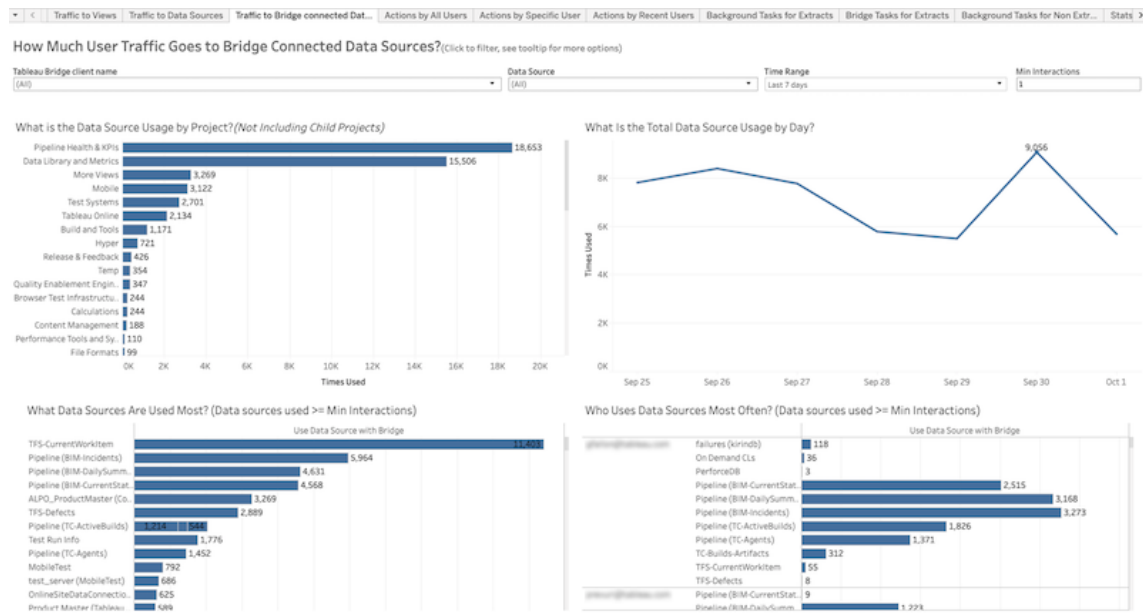 Traffic to Views
Traffic to Data Sources
Traffic to Bridge connected Dat...
Actions by All Users
Actions by Specific User
Actions by Recent Users
Background Tasks for Extracts
Bridge Tasks for Extracts
Background Tasks for Non Extr...
Stats
How Much User Traffic Goes to Bridge Connected Data Sources?(Click to filter, see tooltip for more options)
Tableau Bridge client name
(All)
Data Source
(All)
Time Range
Last 7 days
Min Interactions
1
What is the Data Source Usage by Project?(Not Including Child Projects)
Pipeline Health & KPIs 18,653
Data Library and Metrics 15,506
More Views 3,269
Mobile 3,122
Test Systems 2,701
Tableau Online 2,134
Build and Tools 1,171
Hyper 721
Release & Feedback 426
Temp 354
Quality Enablement Engin.. 347
Browser Test Infrastructu.. 244
Calculations 244
Content Management 188
Performance Tools and Sy.. 110
File Formats 99
0K 2K 4K 6K 8K 10K 12K 14K 16K 18K 20K
Times Used
What Is the Total Data Source Usage by Day?
9,056
8K
6K
4K
2K
0K
Times Used
Sep 25 Sep 26 Sep 27 Sep 28 Sep 29 Sep 30 Oct 1
What Data Sources Are Used Most? (Data sources used >= Min Interactions)
Use Data Source with Bridge
TFS-CurrentWorkItem 11,403
Pipeline (BIM-Incidents) 5,964
Pipeline (BIM-DailySumm.. 4,631
Pipeline (BIM-CurrentStat.. 4,568
ALPO_ProductMaster (Co.. 3,269
TFS-Defects 2,889
Pipeline (TC-ActiveBuilds) 1,214 544
Test Run Info 1,776
Pipeline (TC-Agents) 1,452
MobileTest 792
test_server (MobileTest) 686
OnlineSiteDataConnectio.. 625
Product Master (Tableau.. 589
Who Uses Data Sources Most Often? (Data sources used >= Min Interactions)
Use Data Source with Bridge
failures (kirindb) 118
On Demand CLs 36
PerforceDB 3
Pipeline (BIM-CurrentStat.. 2,515
Pipeline (BIM-DailySumm.. 3,168
Pipeline (BIM-Incidents) 3,273
Pipeline (TC-ActiveBuilds) 1,826
Pipeline (TC-Agents) 1,371
TC-Builds-Artifacts 312
TFS-CurrentWorkItem 55
TFS-Defects 8
Pipeline (BIM-CurrentStat.. 9
Pipeline (BIM-DailySumm.. 1,223